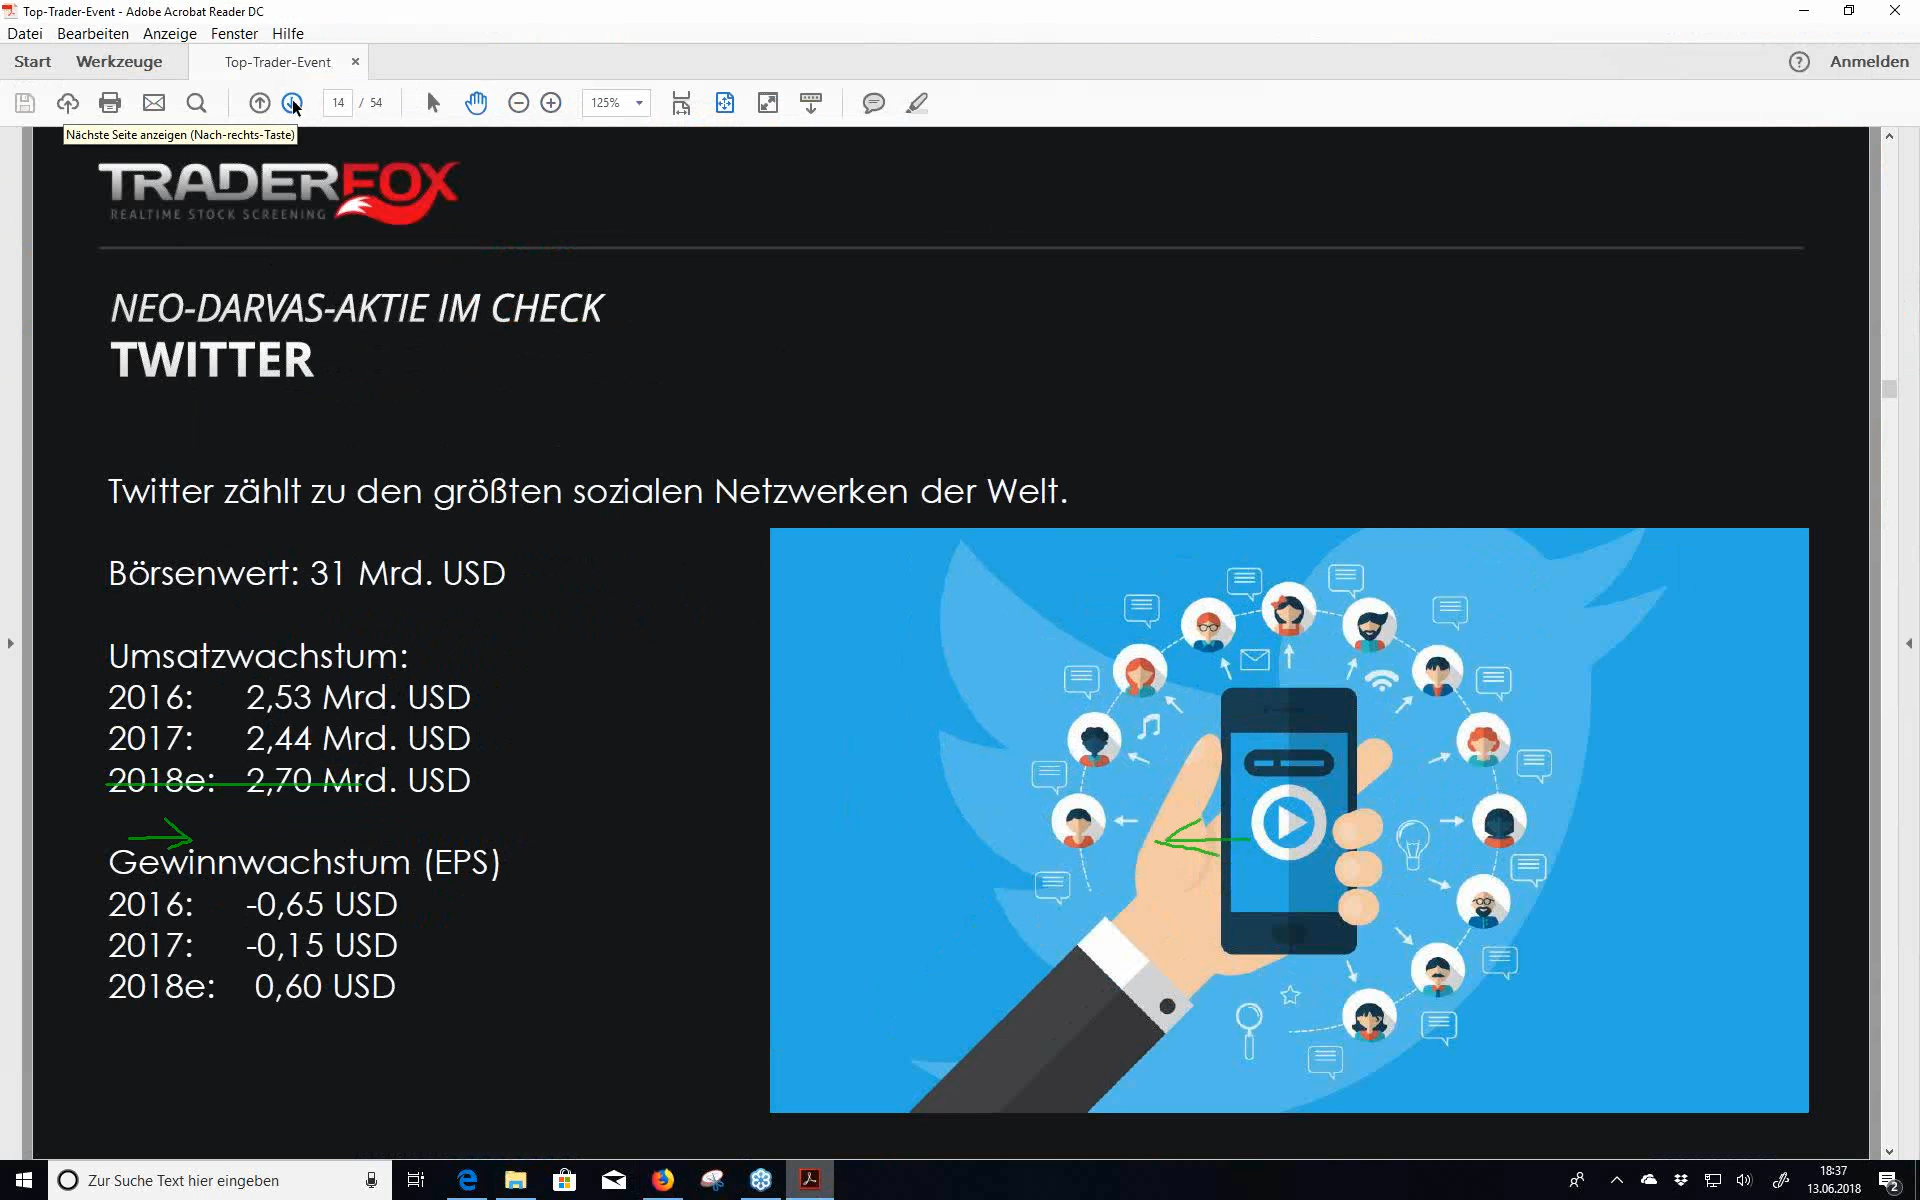 Top-Trader-Event - Adobe Acrobat Reader DC
Datei Bearbeiten Anzeige Fenster Hilfe
Start Werkzeuge Top-Trader-Event × ? Anmelden
14 / 54 125%
Nächste Seite anzeigen (Nach-rechts-Taste)
TRADERFOX
REALTIME STOCK SCREENING
NEO-DARVAS-AKTIE IM CHECK
TWITTER
Twitter zählt zu den größten sozialen Netzwerken der Welt.
Börsenwert: 31 Mrd. USD
Umsatzwachstum:
2016: 2,53 Mrd. USD
2017: 2,44 Mrd. USD
2018e: 2,70 Mrd. USD
Gewinnwachstum (EPS)
2016: -0,65 USD
2017: -0,15 USD
2018e: 0,60 USD
Zur Suche Text hier eingeben
18:37
13.06.2018
2